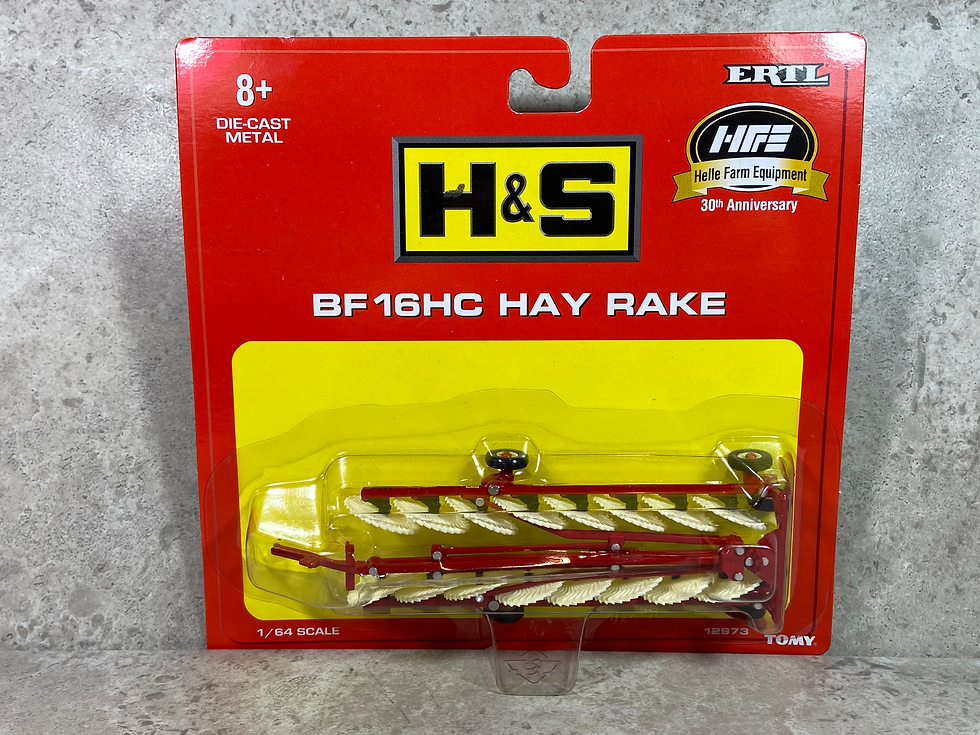 8+
DIE-CAST
METAL
ERTL
H&S
HFE
Helle Farm Equipment
30th Anniversary
BF16HC HAY RAKE
1/64 SCALE
12973
TOMY